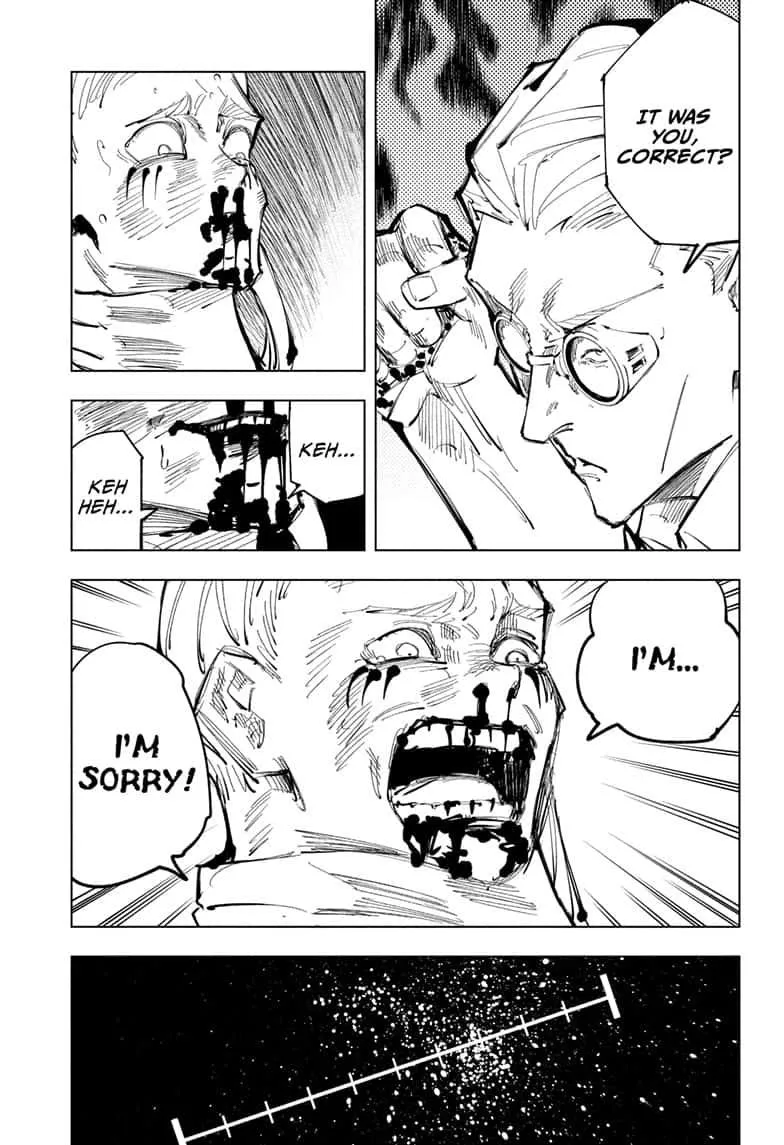 IT WAS
YOU,
CORRECT?
KEH...
KEH
HEH...
I'M...
I'M
SORRY!